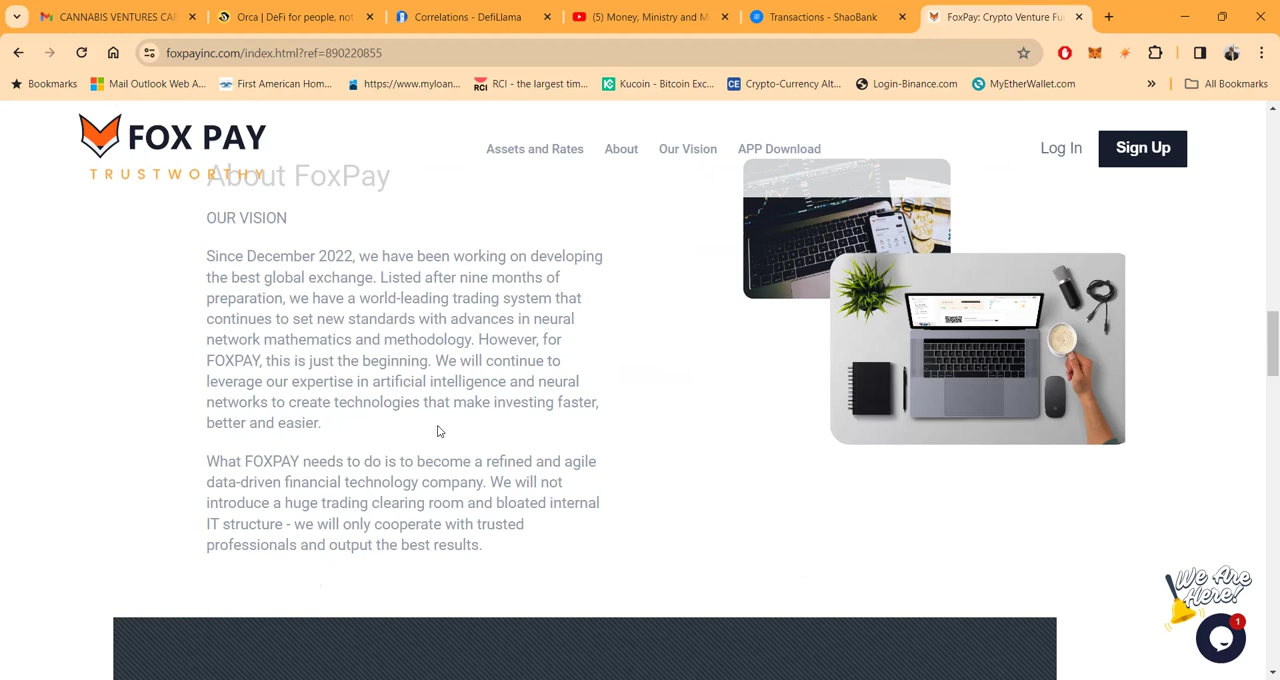 CANNABIS VENTURES CAP
Orca | DeFi for people, not
Correlations - DefiLlama
(5) Money, Ministry and M
Transactions - ShaoBank
FoxPay: Crypto Venture Fu
foxpayinc.com/index.html?ref=890220855
Bookmarks
Mail Outlook Web A...
First American Hom...
https://www.myloan...
RCI - the largest tim...
Kucoin - Bitcoin Exc...
Crypto-Currency Alt...
Login-Binance.com
MyEtherWallet.com
»
All Bookmarks
FOX PAY
TRUSTWORTHY
Assets and Rates
About
Our Vision
APP Download
Log In
Sign Up
About FoxPay
OUR VISION
Since December 2022, we have been working on developing
the best global exchange. Listed after nine months of
preparation, we have a world-leading trading system that
continues to set new standards with advances in neural
network mathematics and methodology. However, for
FOXPAY, this is just the beginning. We will continue to
leverage our expertise in artificial intelligence and neural
networks to create technologies that make investing faster,
better and easier.
What FOXPAY needs to do is to become a refined and agile
data-driven financial technology company. We will not
introduce a huge trading clearing room and bloated internal
IT structure - we will only cooperate with trusted
professionals and output the best results.
We Are
Here!
1